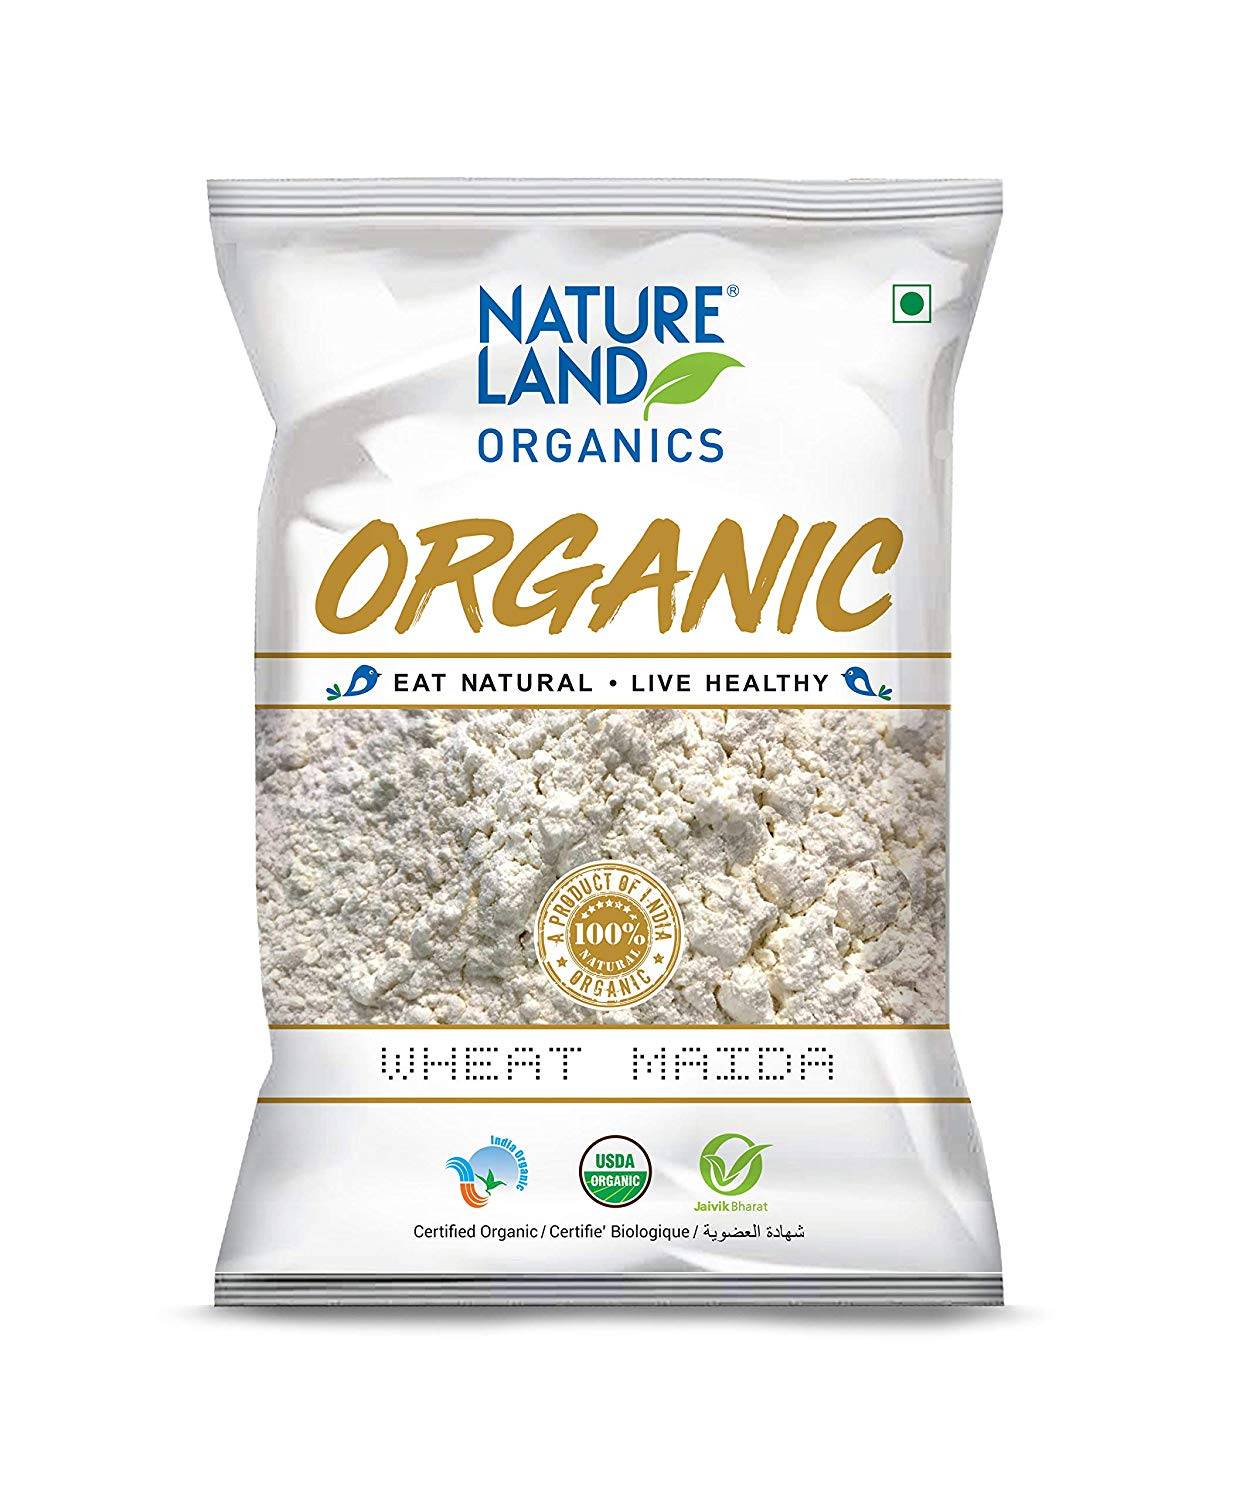 NATURE®
LAND
ORGANICS
ORGANIC
EAT NATURAL • LIVE HEALTHY
A PRODUCT OF INDIA
100%
NATURAL
ORGANIC
WHEAT MAIDA
India Organic
USDA
ORGANIC
Jaivik Bharat
Certified Organic / Certifie' Biologique / شهادة العضوية